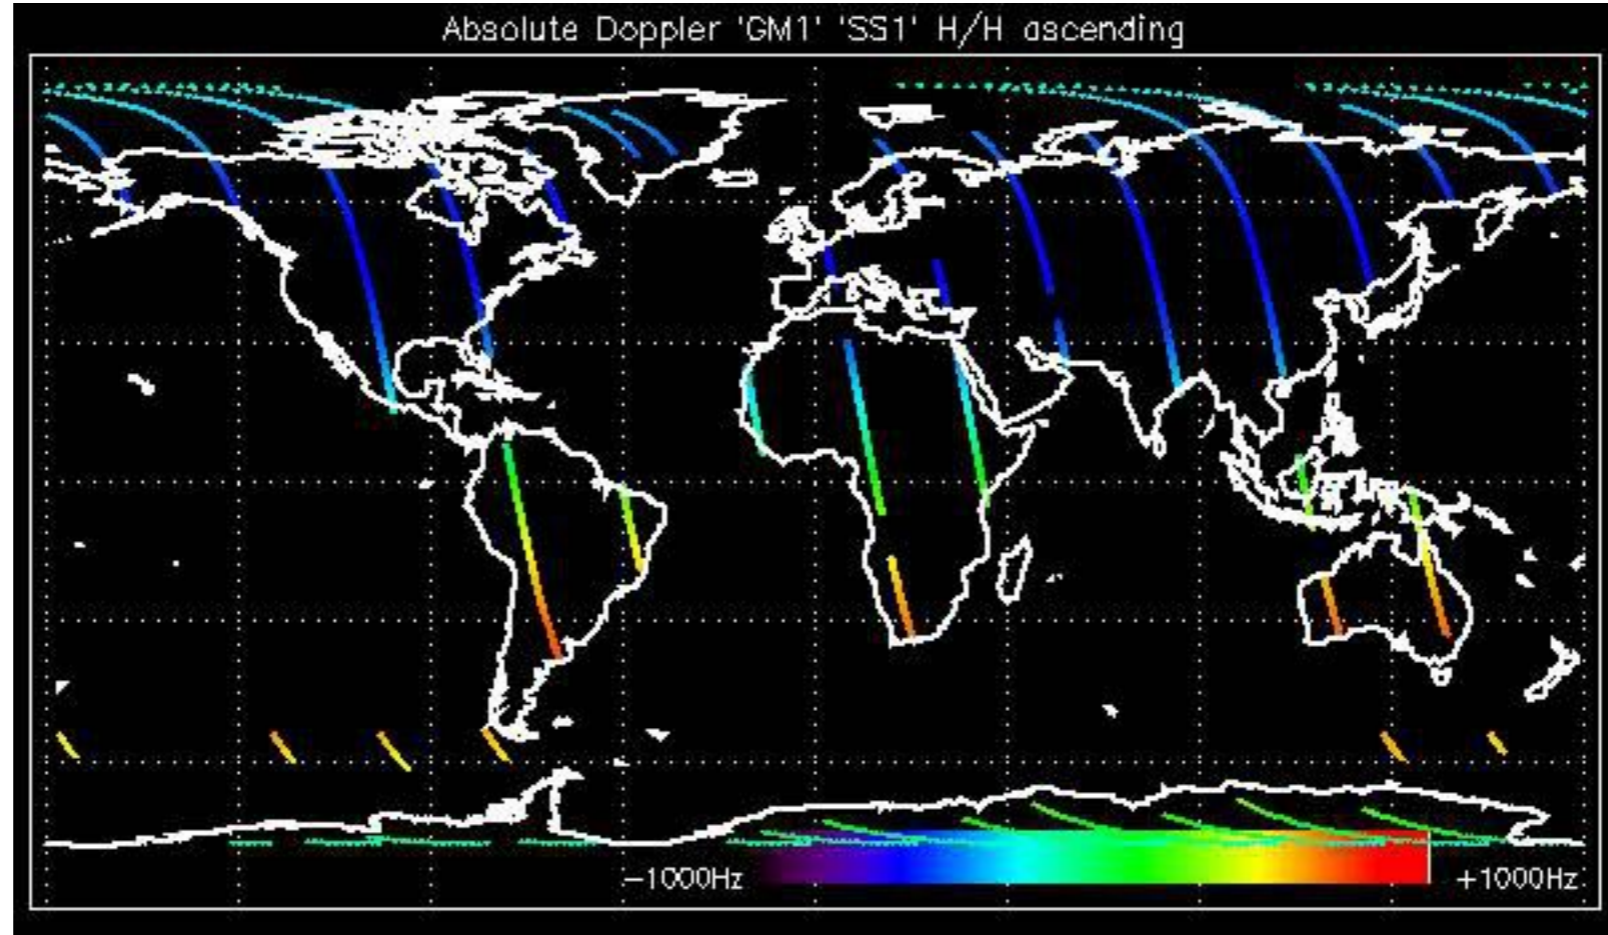 Absolute Doppler 'GM1' 'SS1' H/H ascending
−1000Hz
+1000Hz